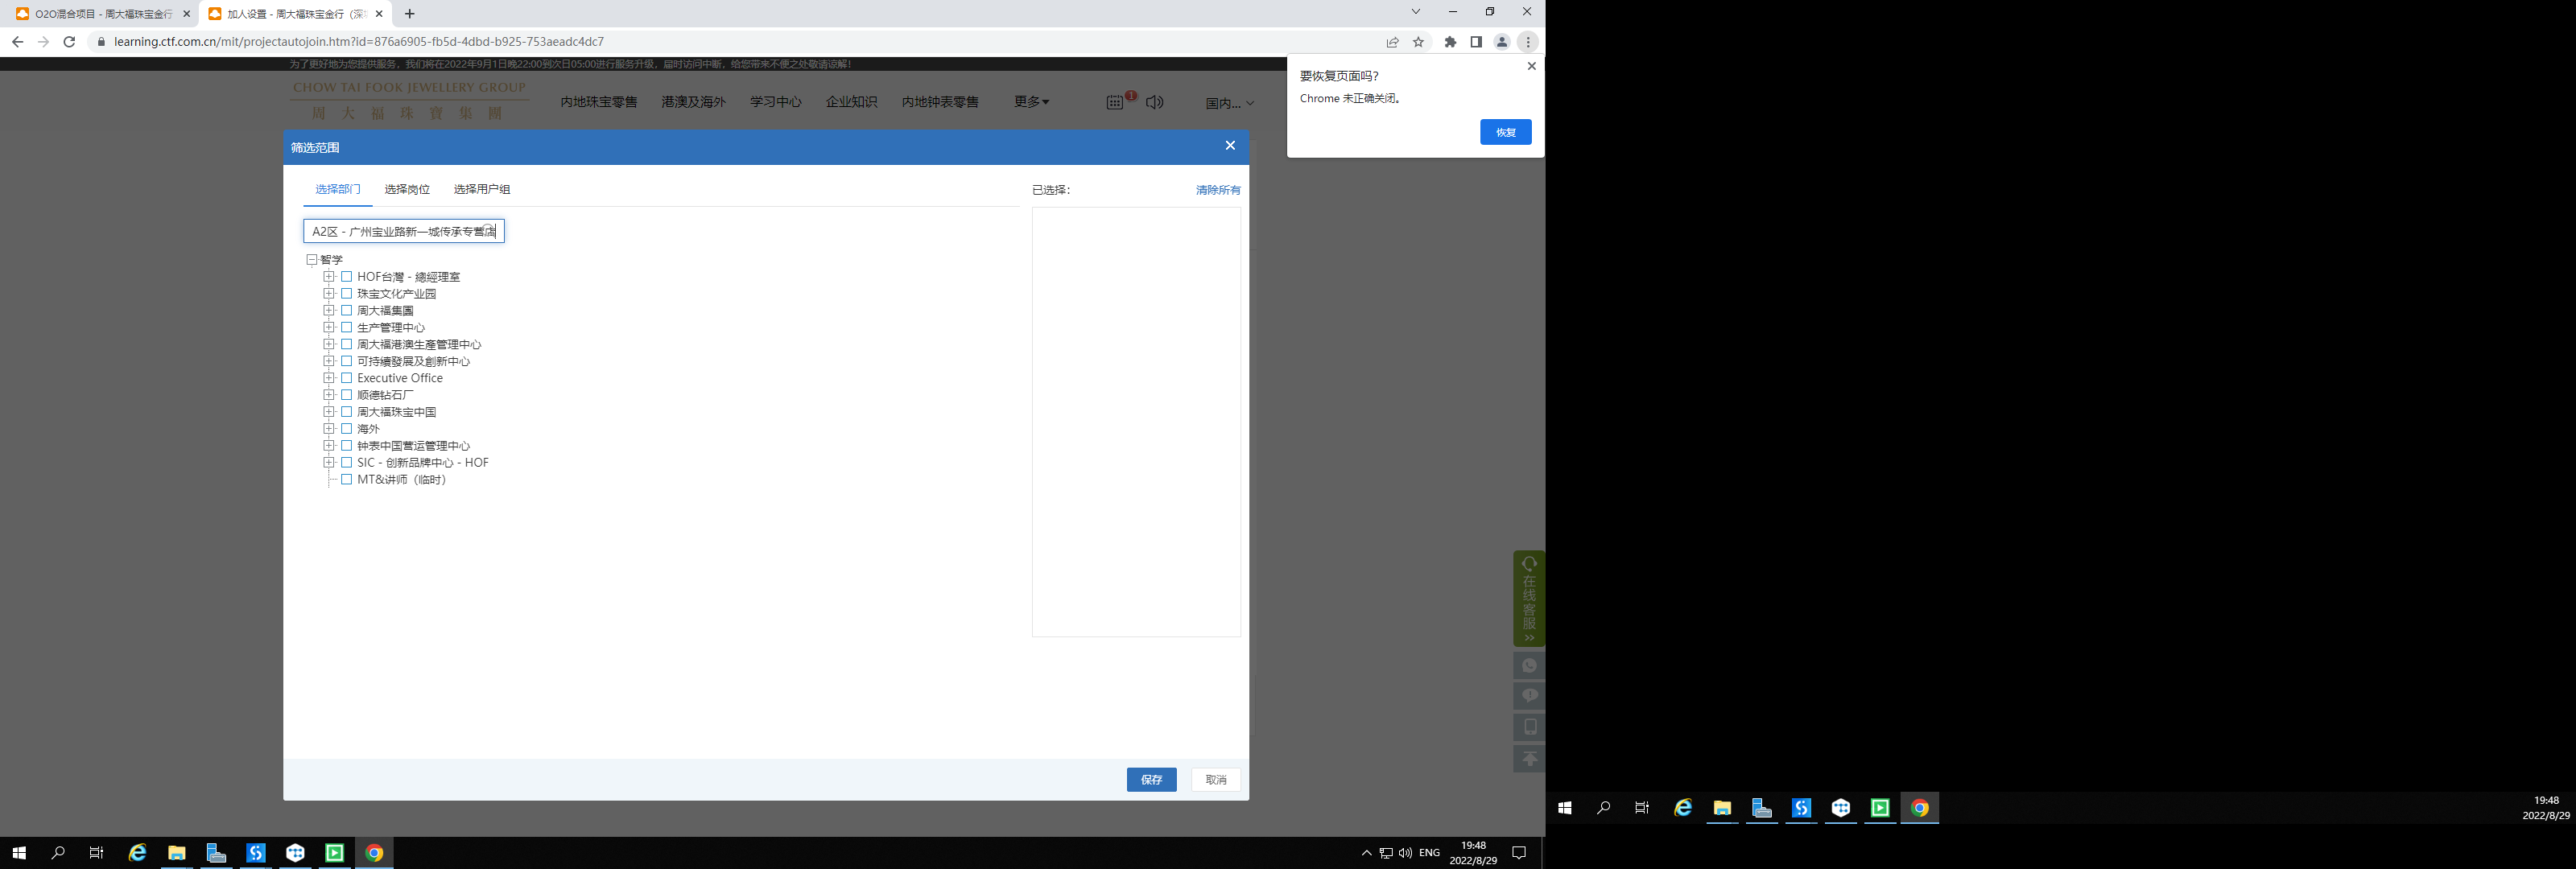 O2O混合项目 - 周大福珠宝金行
加人设置 - 周大福珠宝金行（深圳
learning.ctf.com.cn/mit/projectautojoin.htm?id=876a6905-fb5d-4dbd-b925-753aeadc4dc7
为了更好地为您提供服务，我们将在2022年9月1日晚22:00到次日05:00进行服务升级，届时访问中断，给您带来不便之处敬请谅解！
要恢复页面吗？
Chrome 未正确关闭。
恢复
CHOW TAI FOOK JEWELLERY GROUP
周大福珠寶集團
内地珠宝零售 港澳及海外 学习中心 企业知识 内地钟表零售 更多 1 国内...
筛选范围
选择部门 选择岗位 选择用户组
已选择： 清除所有
A2区 - 广州宝业路新一城传承专营店
智学
HOF台灣 - 總經理室
珠宝文化产业园
周大福集團
生产管理中心
周大福港澳生產管理中心
可持續發展及創新中心
Executive Office
顺德钻石厂
周大福珠宝中国
海外
钟表中国营运管理中心
SIC - 创新品牌中心 - HOF
MT&讲师（临时）
在线客服
保存 取消
ENG
19:48
2022/8/29
19:48
2022/8/29